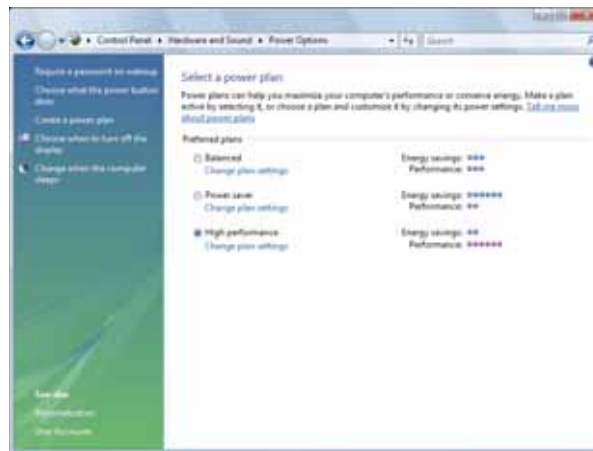 Control Panel ▸ Hardware and Sound ▸ Power Options
Search
Require a password on wakeup
Choose what the power button
does
Create a power plan
Choose when to turn off the
display
Change when the computer
sleeps
Select a power plan
Power plans can help you maximize your computer's performance or conserve energy. Make a plan
active by selecting it, or choose a plan and customize it by changing its power settings. Tell me more
about power plans
Preferred plans
Balanced Energy savings:
Change plan settings Performance:
Power saver Energy savings:
Change plan settings Performance:
High performance Energy savings:
Change plan settings Performance:
See also
Personalization
User Accounts